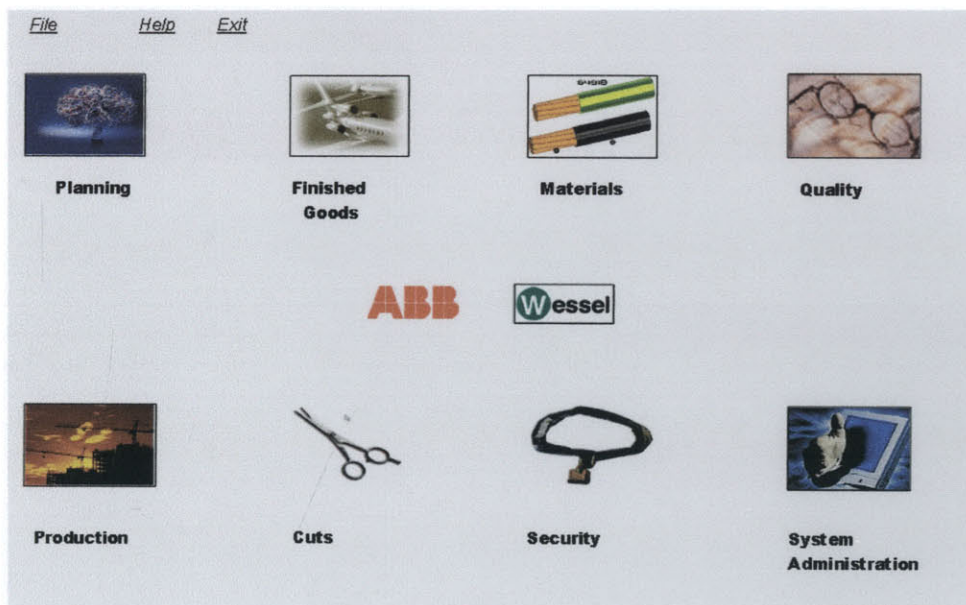 File Help Exit
Planning
Finished
Goods
Materials
Quality
ABB
Wessel
Production
Cuts
Security
System
Administration